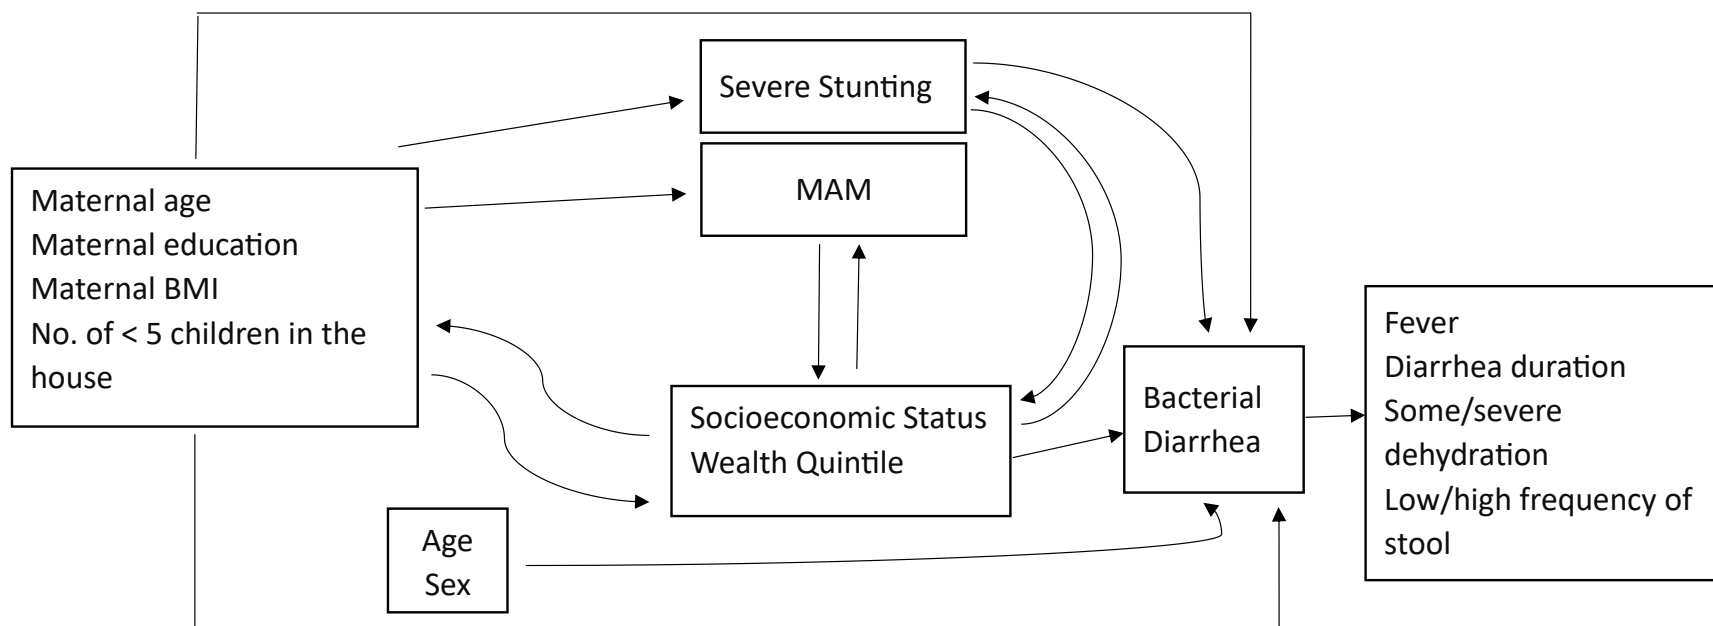 Severe Stunting
MAM
Maternal age
Maternal education
Maternal BMI
No. of < 5 children in the
house
Socioeconomic Status
Wealth Quintile
Age
Sex
Bacterial
Diarrhea
Fever
Diarrhea duration
Some/severe
dehydration
Low/high frequency of
stool